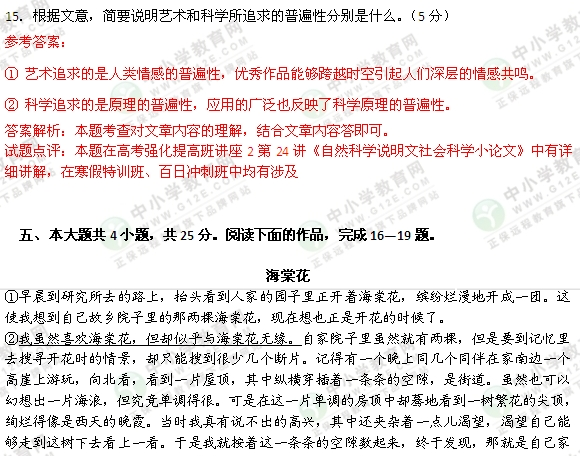 15．根据文意，简要说明艺术和科学所追求的普遍性分别是什么。（5 分）
参考答案：
① 艺术追求的是人类情感的普遍性，优秀作品能够跨越时空引起人们深层的情感共鸣。
② 科学追求的是原理的普遍性，应用的广泛也反映了科学原理的普遍性。
答案解析：本题考查对文章内容的理解，结合文章内容答即可。
试题点评：本题在高考强化提高班讲座 2 第 24 讲《自然科学说明文社会科学小论文》中有详
细讲解，在寒假特训班、百日冲刺班中均有涉及
五、本大题共 4 小题，共 25 分。阅读下面的作品，完成 16—19 题。
海棠花
①早晨到研究所去的路上，抬头看到人家的园子里正开着海棠花，缤纷烂漫地开成一团。这
使我想到自己故乡院子里的那两棵海棠花，现在想也正是开花的时候了。
②我虽然喜欢海棠花，但却似乎与海棠花无缘。自家院子里虽然就有两棵，但是要到记忆里
去搜寻开花时的情景，却只能搜到很少几个断片。记得有一个晚上同几个同伴在家南边一个
高崖上游玩，向北看，看到一片屋顶，其中纵横穿插着一条条的空隙，是街道。虽然也可以
幻想出一片海浪，但究竟单调得很。可是在这一片单调的房顶中却蓦地看到一树繁花的尖顶，
绚烂得像是西天的晚霞。当时我真有说不出的高兴，其中还夹杂着一点儿渴望，渴望自己能
够走到这树下去看上一看。于是我就按着这一条条的空隙数起来，终于发现，那就是自己家
中小学教育网
WWW.G12E.COM
正保远程教育旗下品牌网站